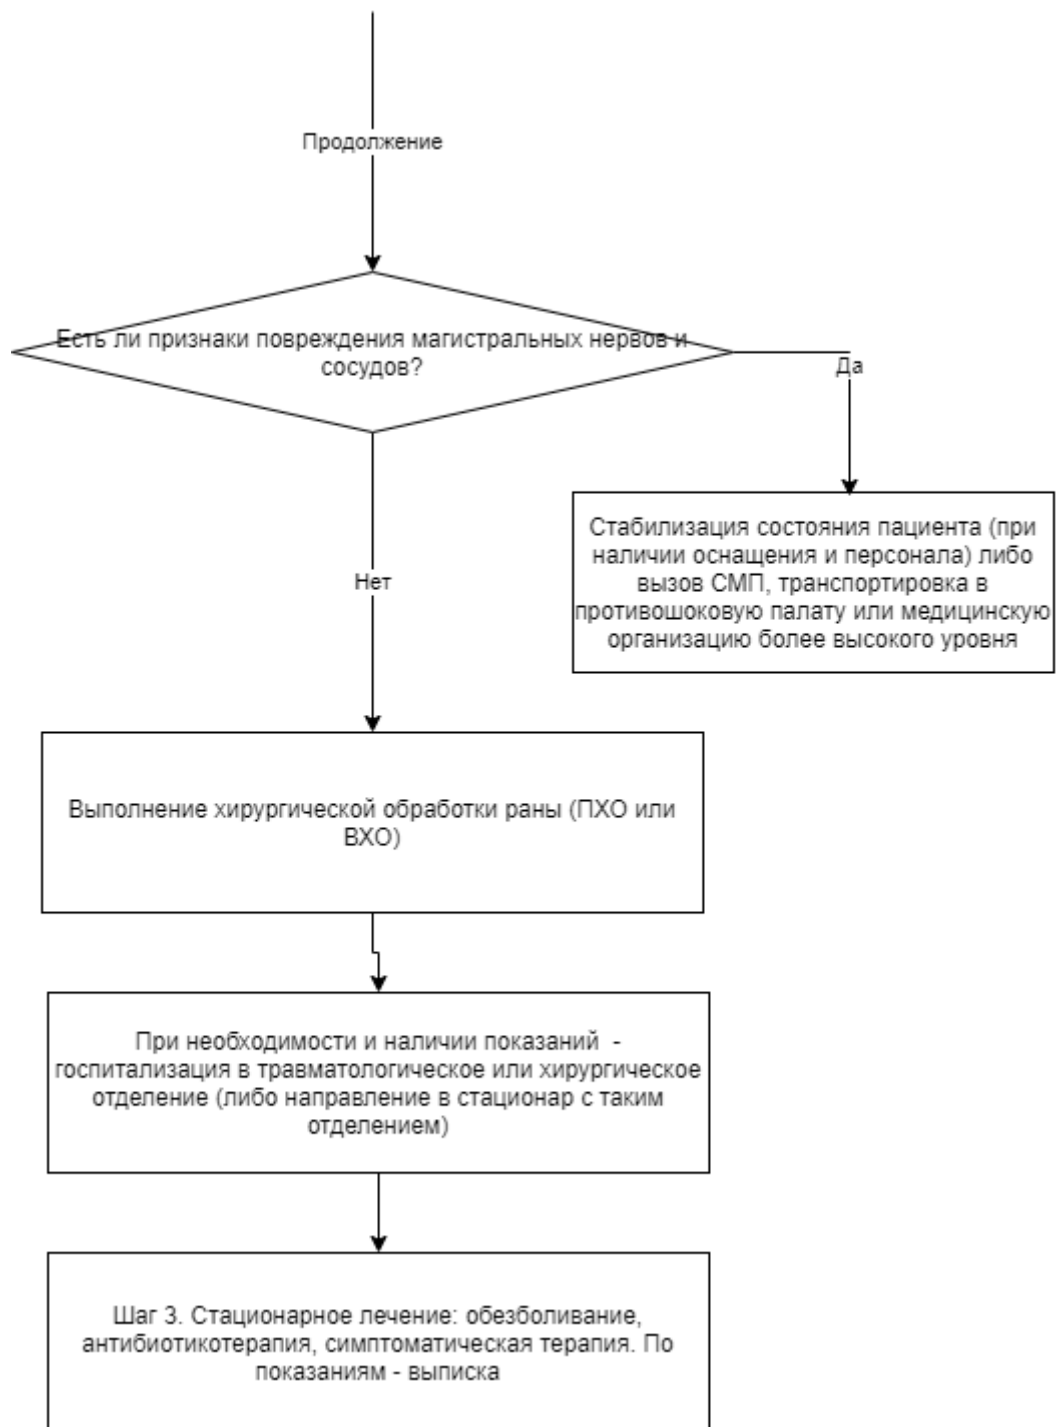 Продолжение
Есть ли признаки повреждения магистральных нервов и
сосудов?
Да
Стабилизация состояния пациента (при
наличии оснащения и персонала) либо
вызов СМП, транспортировка в
противошоковую палату или медицинскую
организацию более высокого уровня
Нет
Выполнение хирургической обработки раны (ПХО или
ВХО)
При необходимости и наличии показаний -
госпитализация в травматологическое или хирургическое
отделение (либо направление в стационар с таким
отделением)
Шаг 3. Стационарное лечение: обезболивание,
антибиотикотерапия, симптоматическая терапия. По
показаниям - выписка